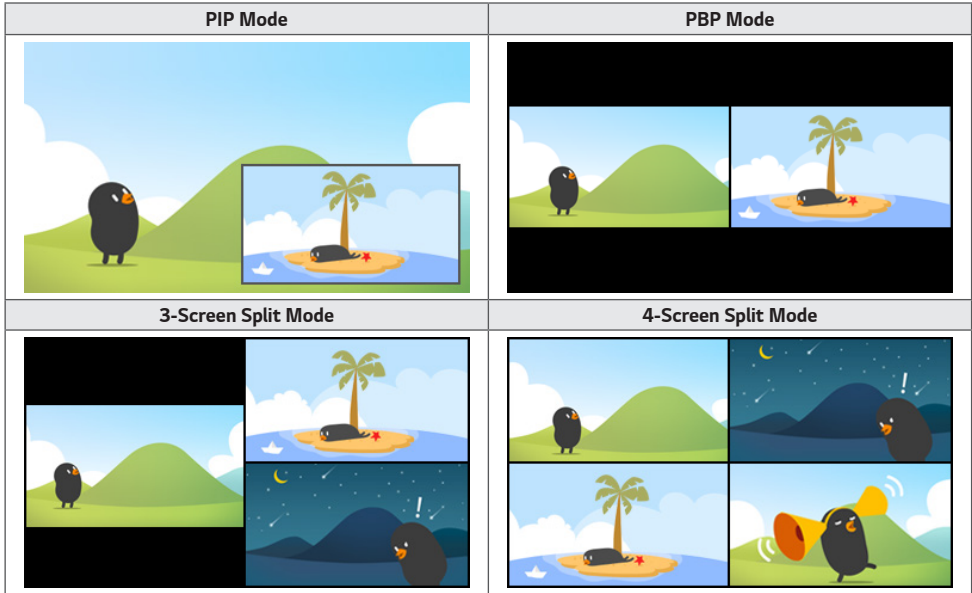 PIP Mode
PBP Mode
3-Screen Split Mode
4-Screen Split Mode